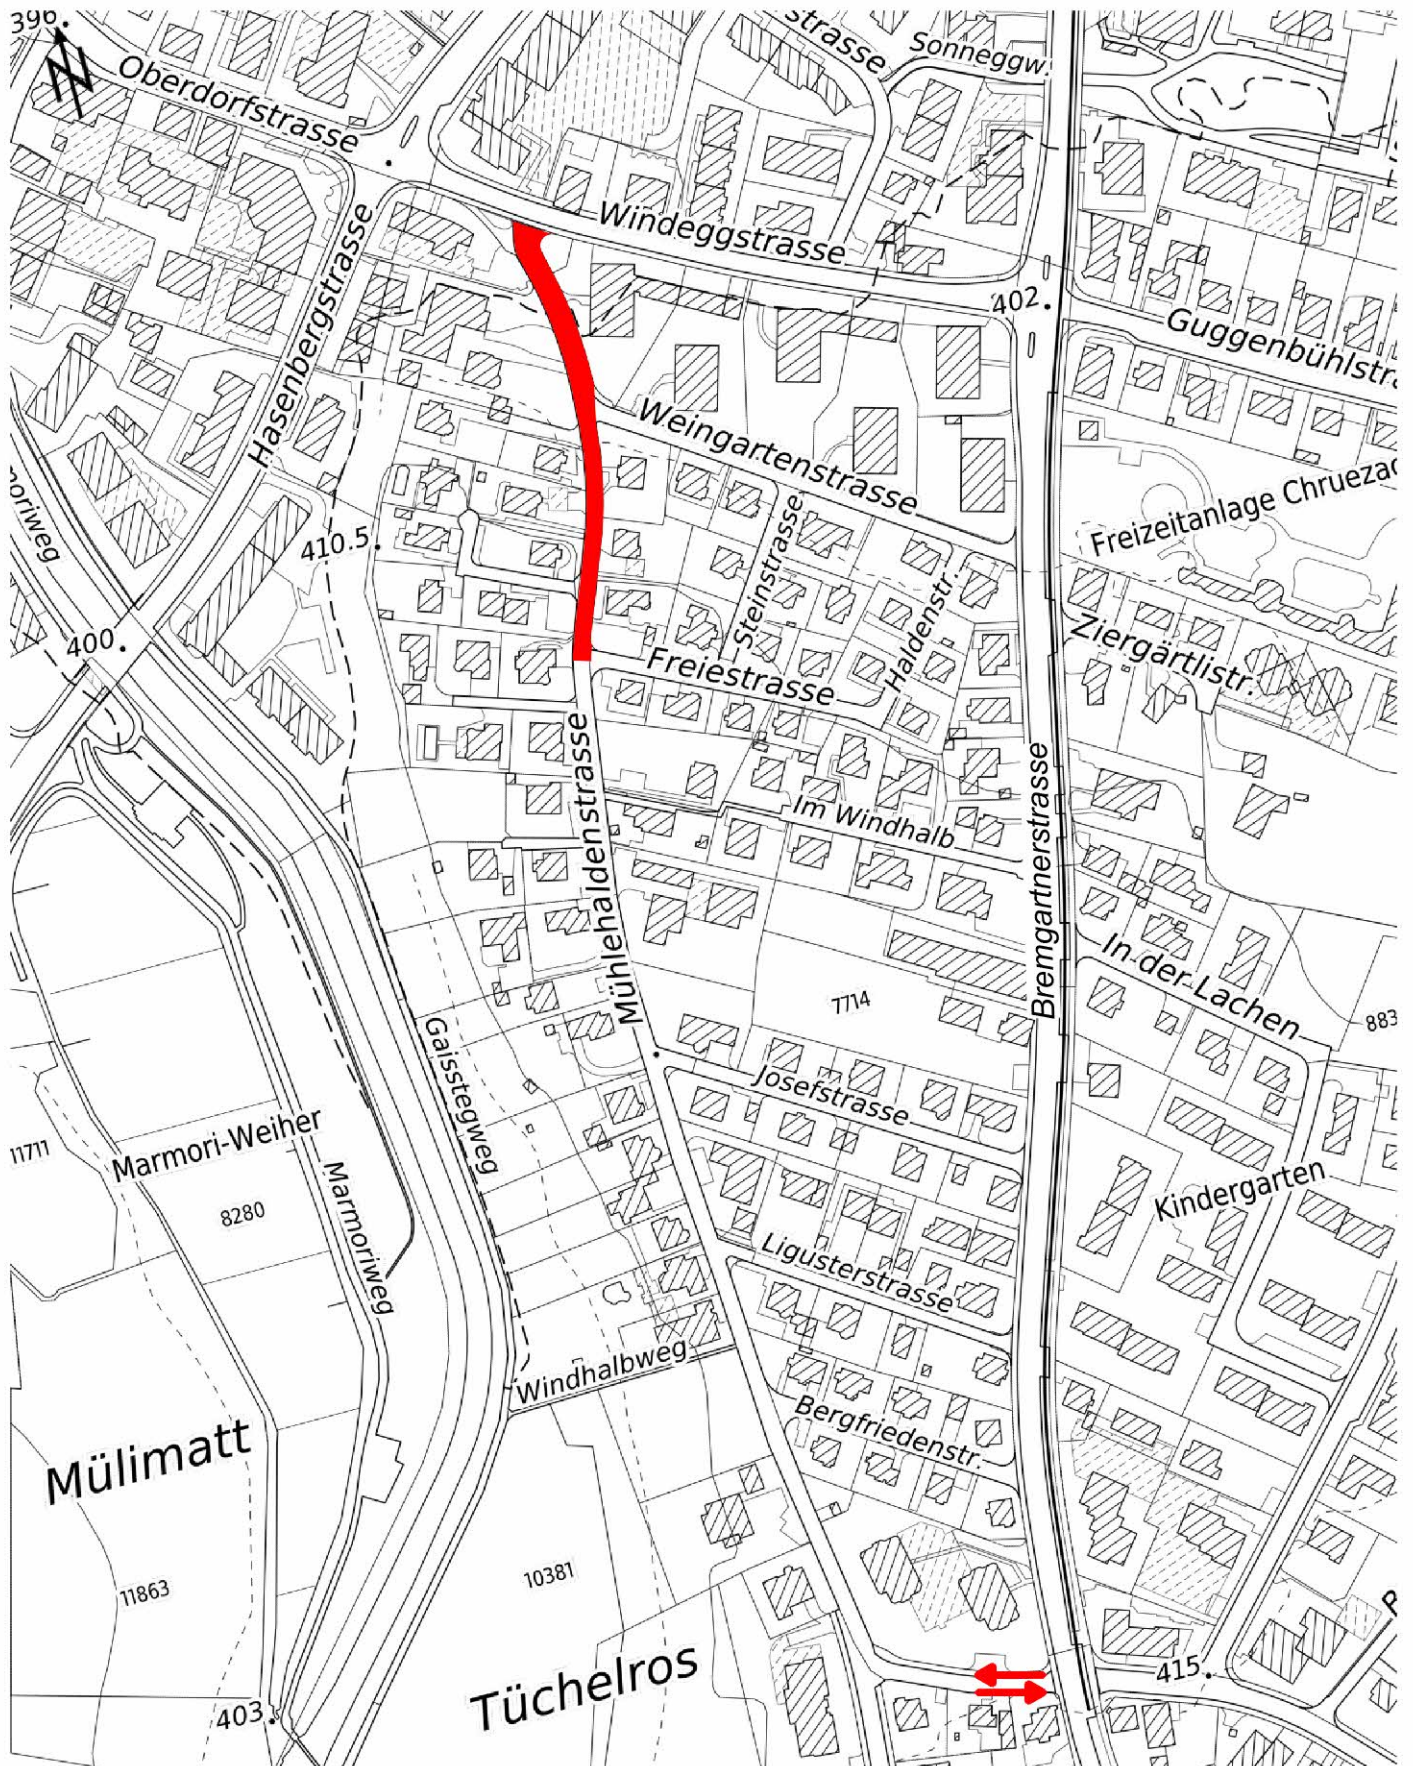 396.
N
Oberdorfstrasse
strasse
Sonneggw.
Hasenbergstrasse
Windeggstrasse
402
Guggenbühlstra
Weingartenstrasse
Freizeitanlage Chruezac
noriweg
410.5
Steinstrasse
Haldenstr.
400
Ziergärtlistr.
Freiestrasse
Mühlehaldenstrasse
Im Windhalb
Bremgartnerstrasse
In der Lachen
7714
883
Gaisstegweg
Josefstrasse
11711
Marmori-Weiher
Marmoriweg
8280
Kindergarten
Ligusterstrasse
Windhalbweg
Bergfriedenstr.
Mülimatt
11863
10381
Tüchelros
415
P
403